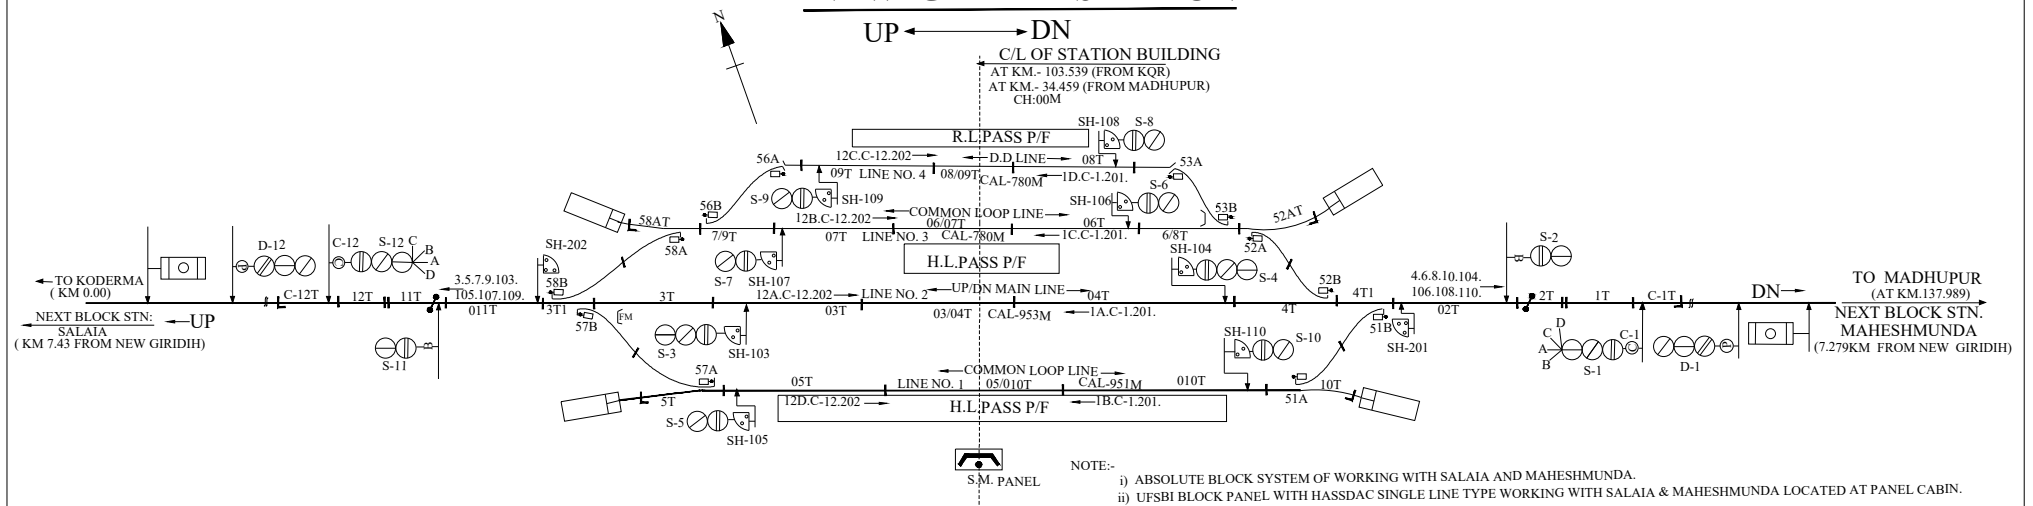 UP DN
N
C/L OF STATION BUILDING
AT KM.- 103.539 (FROM KQR)
AT KM.- 34.459 (FROM MADHUPUR)
CH:00M
R.L.PASS P/F
SH-108 S-8
56A 12C.C-12.202 D.D LINE 08T 53A
09T LINE NO. 4 08/09T CAL-780M 1D.C-1.201.
S-9 SH-109 SH-106 S-6
56B 53B
58AT 12B.C-12.202 COMMON LOOP LINE 06T 52AT
06/07T
7/9T 07T LINE NO. 3 CAL-780M 1C.C-1.201. 6/8T
58A 52A
H.L.PASS P/F
S-7 SH-107 SH-104 S-4
SH-202
58B 52B
D-12 C-12 S-12 C B A D
P C
S-2
B
TO KODERMA
( KM 0.00)
3.5.7.9.103.
105.107.109.
4.6.8.10.104.
106.108.110.
TO MADHUPUR
(AT KM.137.989)
C-12T 12T 11T 3T 12A.C-12.202 LINE NO. 2 UP/DN MAIN LINE 04T 4T1 2T 1T C-1T DN
011T 3T1 03T 03/04T CAL-953M 1A.C-1.201. 4T 02T
NEXT BLOCK STN:
SALAIA
( KM 7.43 FROM NEW GIRIDIH)
UP
NEXT BLOCK STN.
MAHESHMUNDA
(7.279KM FROM NEW GIRIDIH)
57B FM 51B
S-11 B
S-3 SH-103 SH-110 S-10 SH-201
D C A B S-1 C-1 C D-1 P
57A
05T COMMON LOOP LINE 010T 10T
LINE NO. 1 05/010T CAL-951M
5T 12D.C-12.202 1B.C-1.201. 51A
H.L.PASS P/F
S-5 SH-105
S.M. PANEL
NOTE:-
i) ABSOLUTE BLOCK SYSTEM OF WORKING WITH SALAIA AND MAHESHMUNDA.
ii) UFSBI BLOCK PANEL WITH HASSDAC SINGLE LINE TYPE WORKING WITH SALAIA & MAHESHMUNDA LOCATED AT PANEL CABIN.